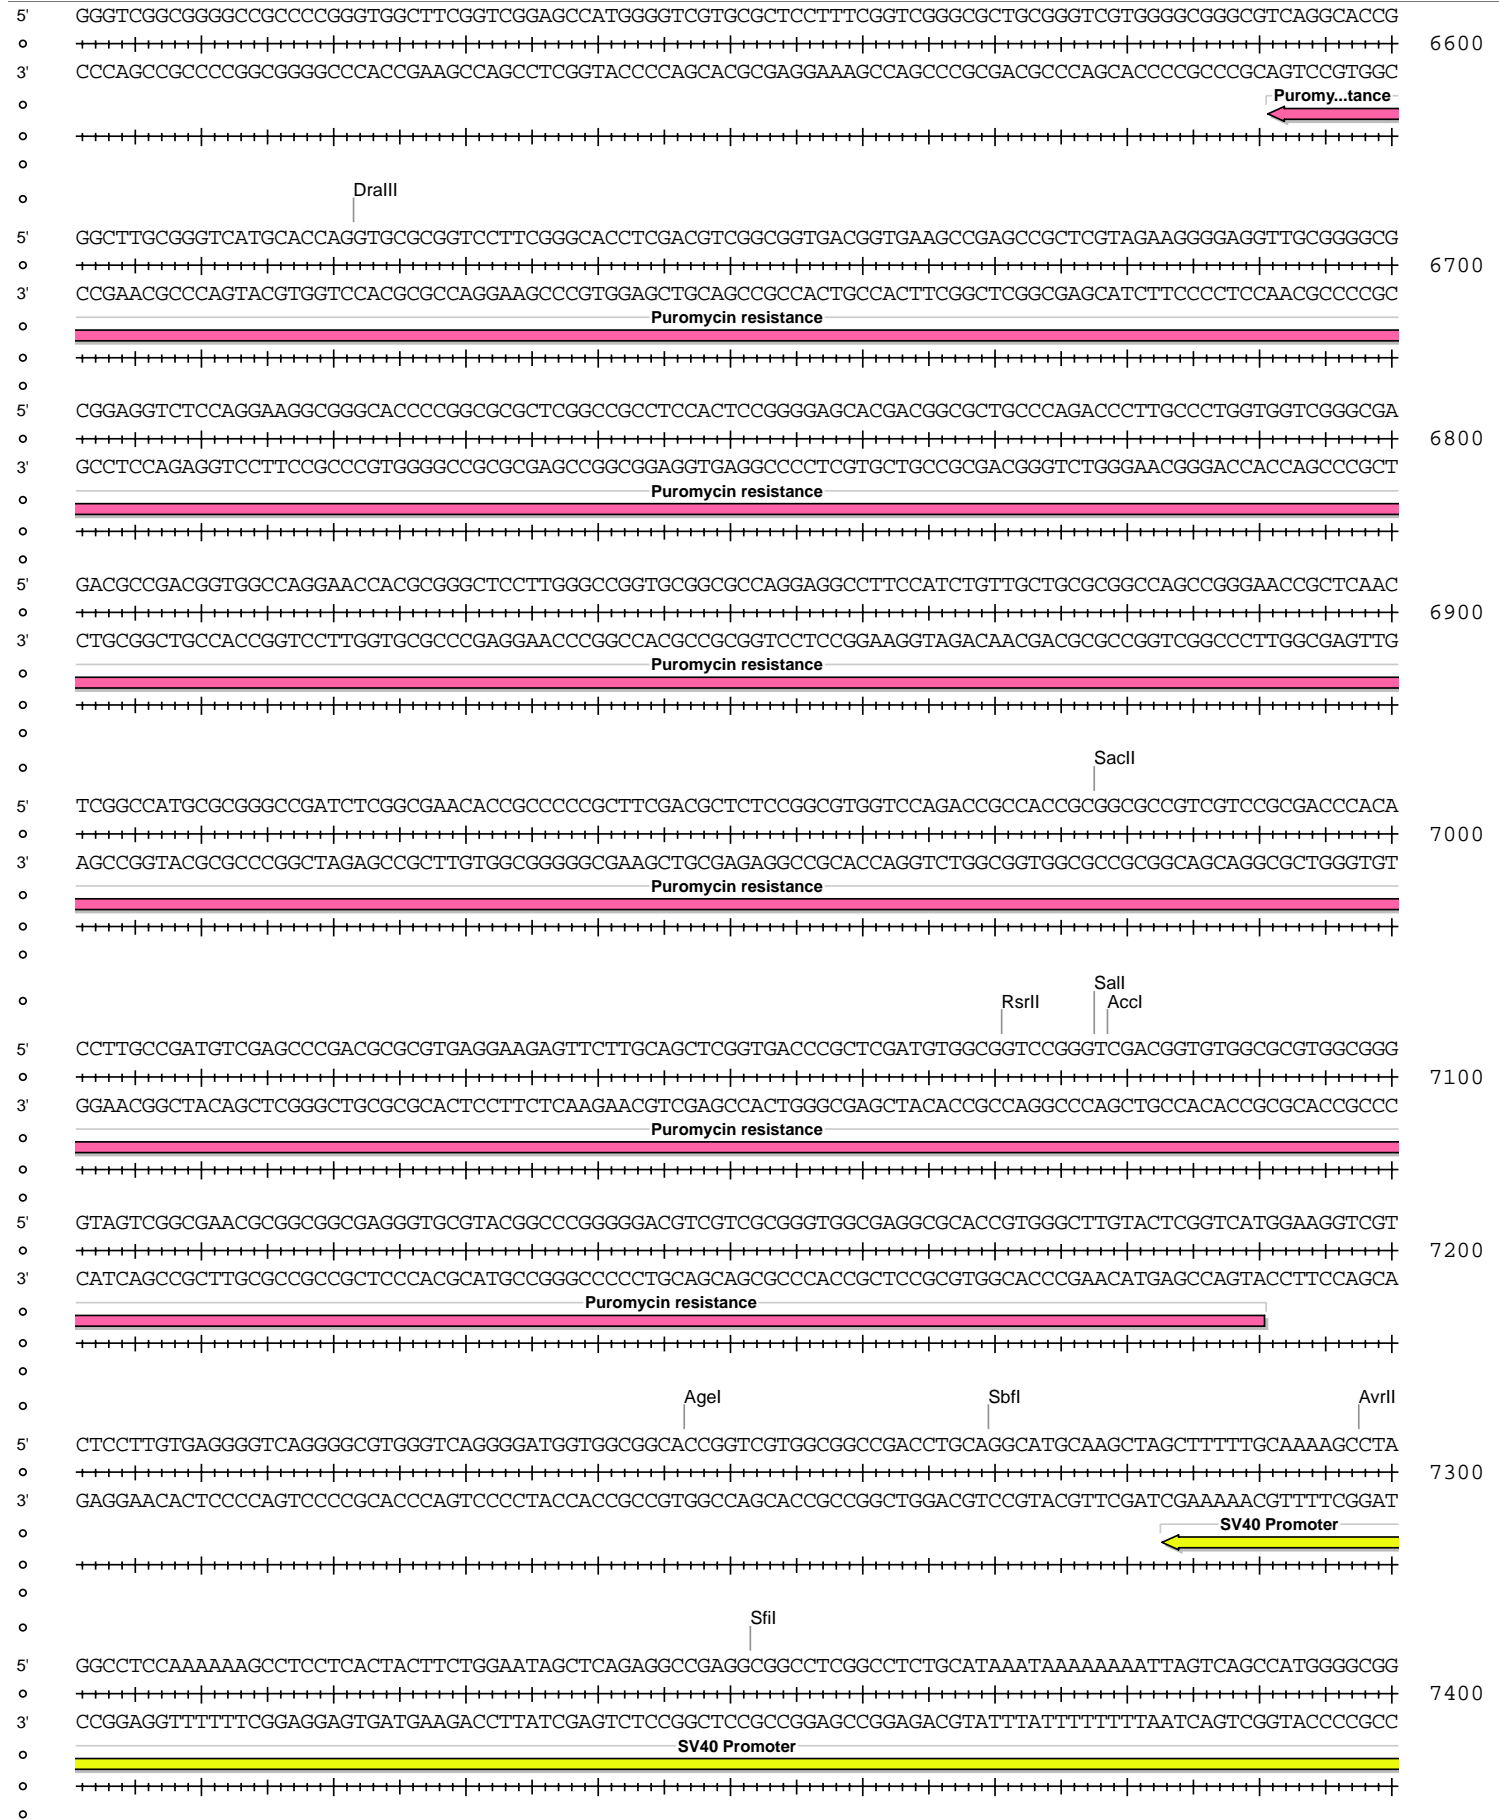 5' GGGTCGGCGGGGCCGCCCCGGGTGGCTTCGGTCGGAGCCATGGGGTCGTGCGCTCCTTTCGGTCGGGCGCTGCGGGTCGTGGGGCGGGCGTCAGGCACCG
6600
3' CCCAGCCGCCCCGGCGGGGCCCACCGAAGCCAGCCTCGGTACCCCAGCACGCGAGGAAAGCCAGCCCGCGACGCCCAGCACCCCGCCCGCAGTCCGTGGC
Puromy...tance
DraIII
5' GGCTTGCGGGTCATGCACCAGGTGCGCGGTCCTTCGGGCACCTCGACGTCGGCGGTGACGGTGAAGCCGAGCCGCTCGTAGAAGGGGAGGTTGCGGGGCG
6700
3' CCGAACGCCCAGTACGTGGTCCACGCGCCAGGAAGCCCGTGGAGCTGCAGCCGCCACTGCCACTTCGGCTCGGCGAGCATCTTCCCCTCCAACGCCCCGC
Puromycin resistance
5' CGGAGGTCTCCAGGAAGGCGGGCACCCCGGCGCGCTCGGCCGCCTCCACTCCGGGGAGCACGACGGCGCTGCCCAGACCCTTGCCCTGGTGGTCGGGCGA
6800
3' GCCTCCAGAGGTCCTTCCGCCCGTGGGGCCGCGCGAGCCGGCGGAGGTGAGGCCCCTCGTGCTGCCGCGACGGGTCTGGGAACGGGACCACCAGCCCGCT
Puromycin resistance
5' GACGCCGACGGTGGCCAGGAACCACGCGGGCTCCTTGGGCCGGTGCGGCGCCAGGAGGCCTTCCATCTGTTGCTGCGCGGCCAGCCGGGAACCGCTCAAC
6900
3' CTGCGGCTGCCACCGGTCCTTGGTGCGCCCGAGGAACCCGGCCACGCCGCGGTCCTCCGGAAGGTAGACAACGACGCGCCGGTCGGCCCTTGGCGAGTTG
Puromycin resistance
SacII
5' TCGGCCATGCGCGGGCCGATCTCGGCGAACACCGCCCCCGCTTCGACGCTCTCCGGCGTGGTCCAGACCGCCACCGCGGCGCCGTCGTCCGCGACCCACA
7000
3' AGCCGGTACGCGCCCGGCTAGAGCCGCTTGTGGCGGGGGCGAAGCTGCGAGAGGCCGCACCAGGTCTGGCGGTGGCGCCGCGGCAGCAGGCGCTGGGTGT
Puromycin resistance
SalI
RsrII AccI
5' CCTTGCCGATGTCGAGCCCGACGCGCGTGAGGAAGAGTTCTTGCAGCTCGGTGACCCGCTCGATGTGGCGGTCCGGGTCGACGGTGTGGCGCGTGGCGGG
7100
3' GGAACGGCTACAGCTCGGGCTGCGCGCACTCCTTCTCAAGAACGTCGAGCCACTGGGCGAGCTACACCGCCAGGCCCAGCTGCCACACCGCGCACCGCCC
Puromycin resistance
5' GTAGTCGGCGAACGCGGCGGCGAGGGTGCGTACGGCCCGGGGGACGTCGTCGCGGGTGGCGAGGCGCACCGTGGGCTTGTACTCGGTCATGGAAGGTCGT
7200
3' CATCAGCCGCTTGCGCCGCCGCTCCCACGCATGCCGGGCCCCCTGCAGCAGCGCCCACCGCTCCGCGTGGCACCCGAACATGAGCCAGTACCTTCCAGCA
Puromycin resistance
AgeI SbfI AvrII
5' CTCCTTGTGAGGGGTCAGGGGCGTGGGTCAGGGGATGGTGGCGGCACCGGTCGTGGCGGCCGACCTGCAGGCATGCAAGCTAGCTTTTTGCAAAAGCCTA
7300
3' GAGGAACACTCCCCAGTCCCCGCACCCAGTCCCCTACCACCGCCGTGGCCAGCACCGCCGGCTGGACGTCCGTACGTTCGATCGAAAAACGTTTTCGGAT
SV40 Promoter
SfiI
5' GGCCTCCAAAAAAGCCTCCTCACTACTTCTGGAATAGCTCAGAGGCCGAGGCGGCCTCGGCCTCTGCATAAATAAAAAAAATTAGTCAGCCATGGGGCGG
7400
3' CCGGAGGTTTTTTCGGAGGAGTGATGAAGACCTTATCGAGTCTCCGGCTCCGCCGGAGCCGGAGACGTATTTATTTTTTTTAATCAGTCGGTACCCCGCC
SV40 Promoter